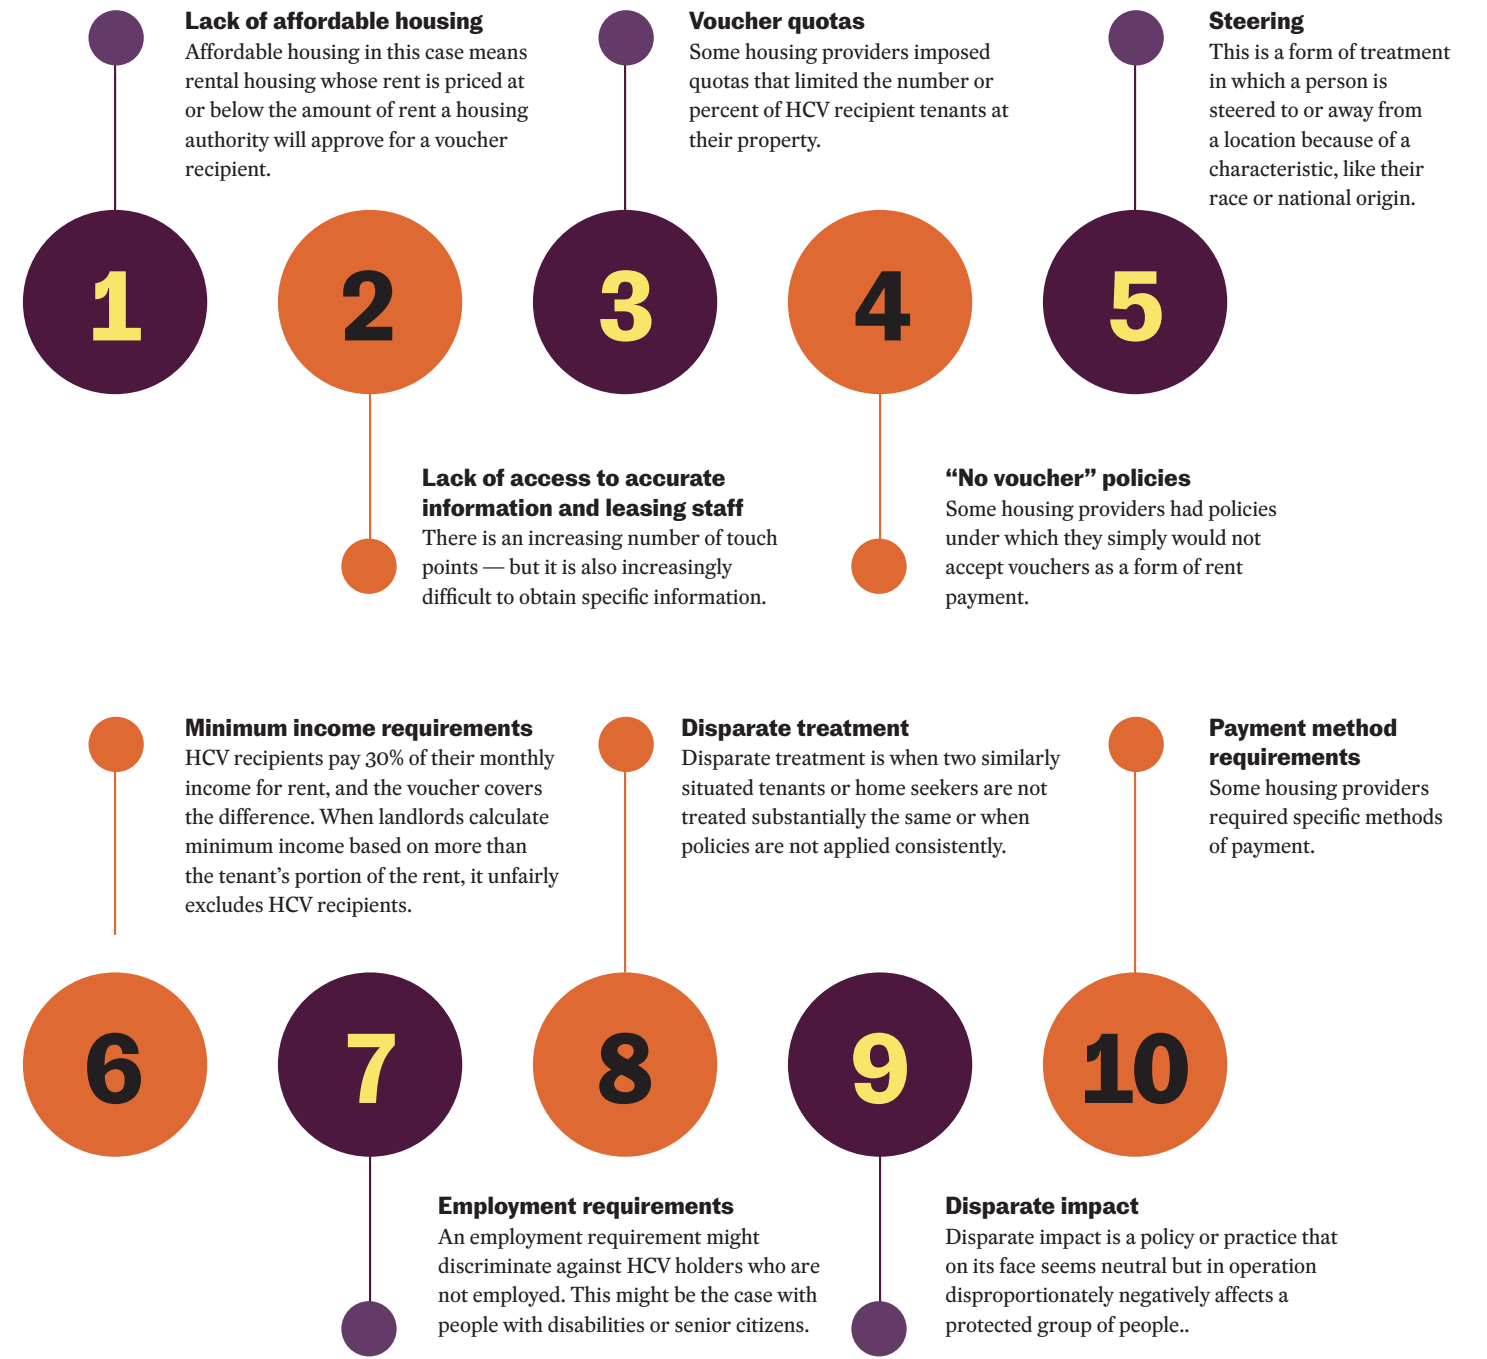 Lack of affordable housing
Affordable housing in this case means
rental housing whose rent is priced at
or below the amount of rent a housing
authority will approve for a voucher
recipient.
Voucher quotas
Some housing providers imposed
quotas that limited the number or
percent of HCV recipient tenants at
their property.
Steering
This is a form of treatment
in which a person is
steered to or away from
a location because of a
characteristic, like their
race or national origin.
1
2
3
4
5
Lack of access to accurate
information and leasing staff
There is an increasing number of touch
points — but it is also increasingly
difficult to obtain specific information.
“No voucher” policies
Some housing providers had policies
under which they simply would not
accept vouchers as a form of rent
payment.
Minimum income requirements
HCV recipients pay 30% of their monthly
income for rent, and the voucher covers
the difference. When landlords calculate
minimum income based on more than
the tenant’s portion of the rent, it unfairly
excludes HCV recipients.
Disparate treatment
Disparate treatment is when two similarly
situated tenants or home seekers are not
treated substantially the same or when
policies are not applied consistently.
Payment method
requirements
Some housing providers
required specific methods
of payment.
6
7
8
9
10
Employment requirements
An employment requirement might
discriminate against HCV holders who are
not employed. This might be the case with
people with disabilities or senior citizens.
Disparate impact
Disparate impact is a policy or practice that
on its face seems neutral but in operation
disproportionately negatively affects a
protected group of people..